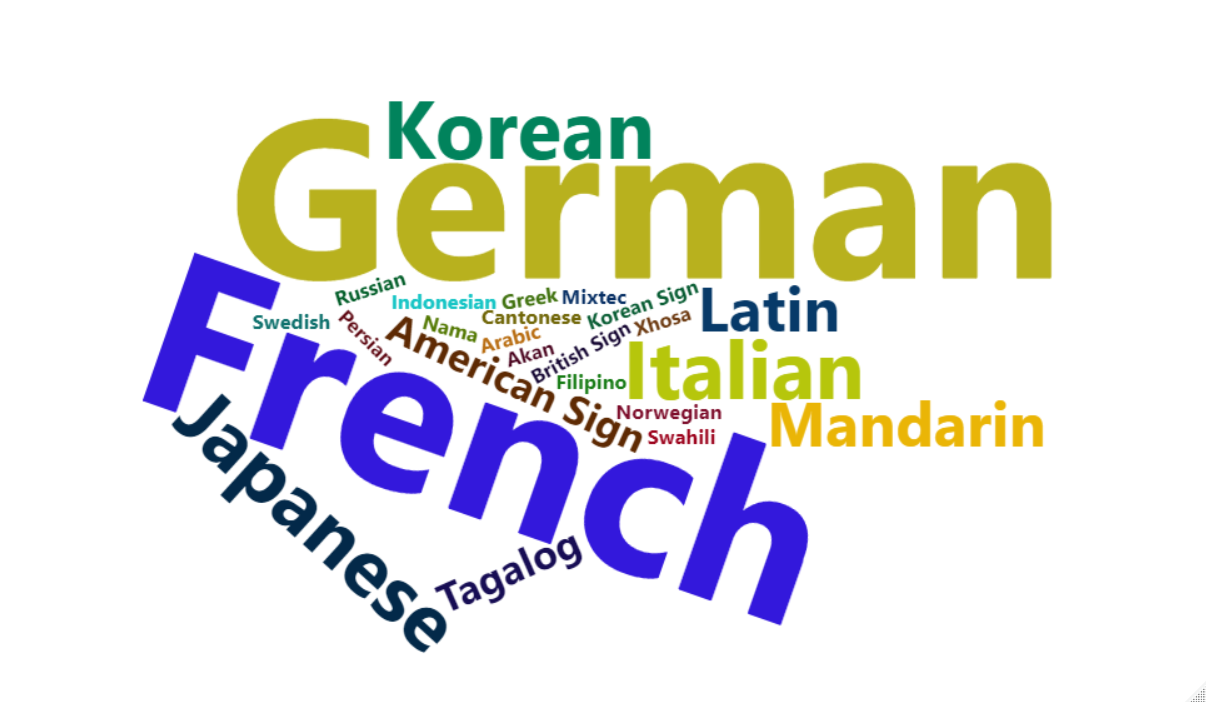 Korean
German
French
Russian
Indonesian
Greek
Mixtec
Korean Sign
Latin
Swedish
Persian
American Sign
Nama
Cantonese
Arabic
Akan
British Sign
Xhosa
Filipino
Italian
Norwegian
Mandarin
Swahili
Japanese
Tagalog